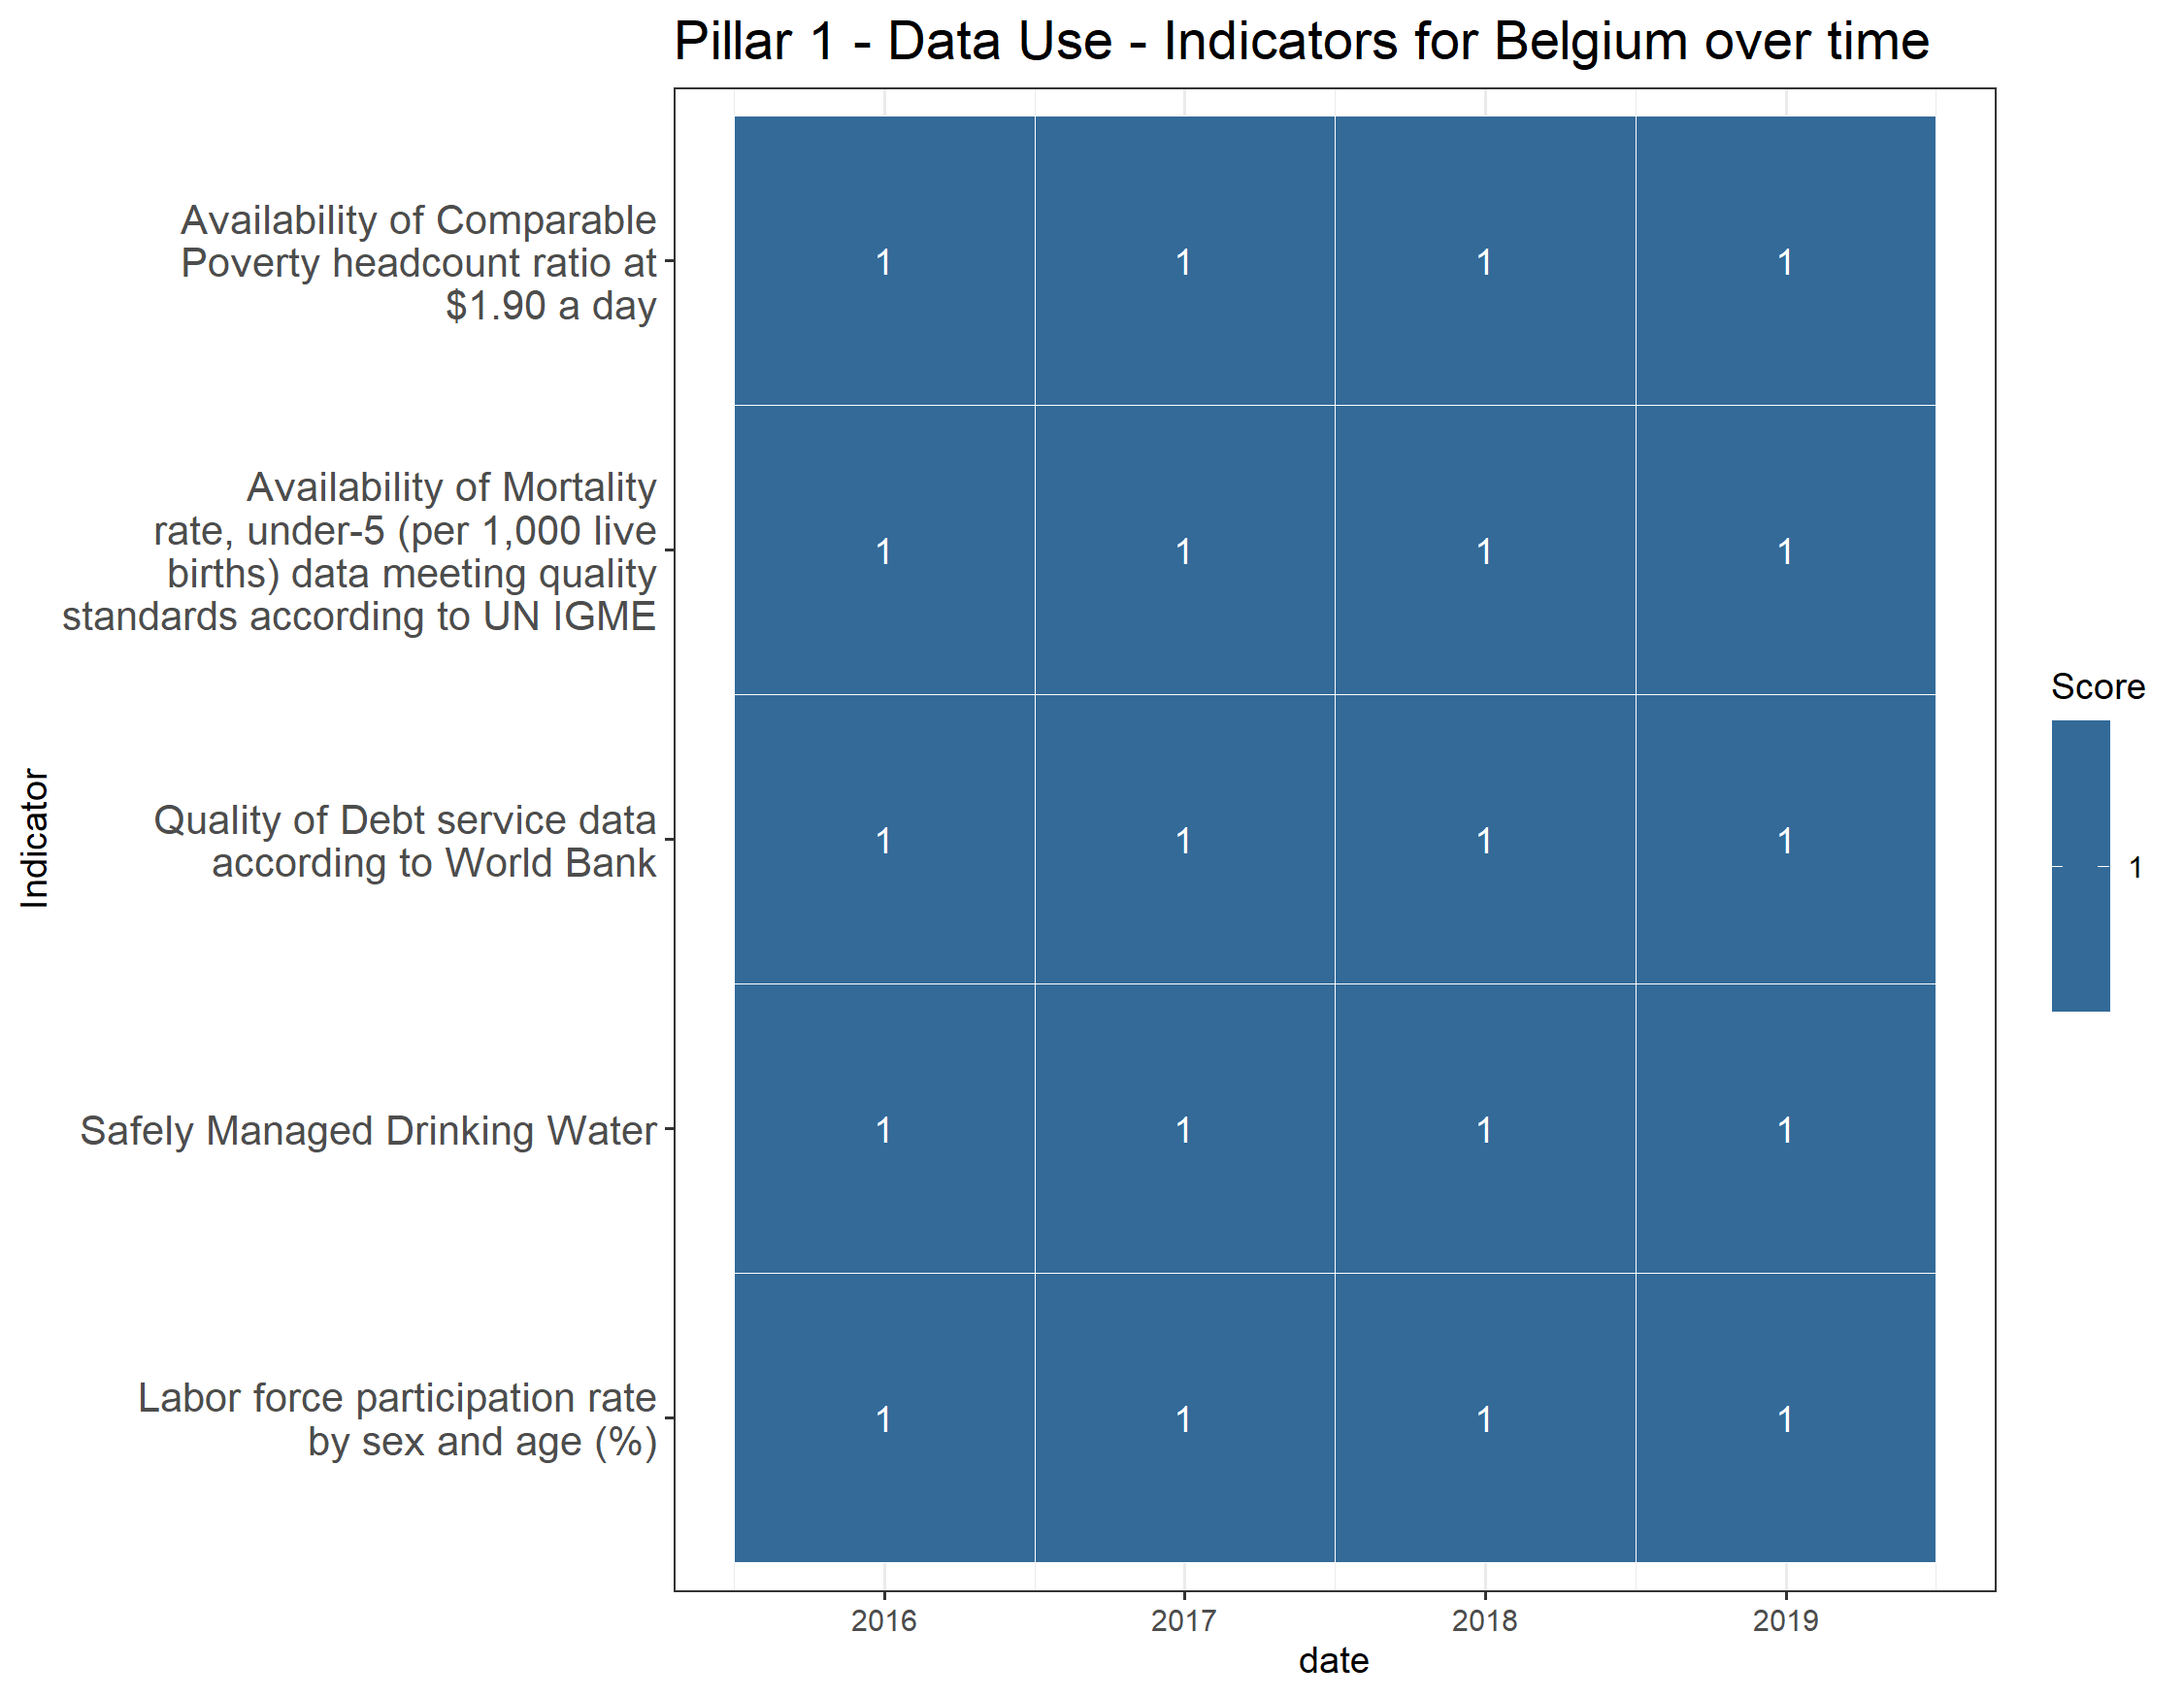 Pillar 1 - Data Use - Indicators for Belgium over time
Availability of Comparable
Poverty headcount ratio at
$1.90 a day
1 1 1 1
Availability of Mortality
rate, under-5 (per 1,000 live
births) data meeting quality
standards according to UN IGME
1 1 1 1
Quality of Debt service data
according to World Bank
1 1 1 1
Safely Managed Drinking Water
1 1 1 1
Labor force participation rate
by sex and age (%)
1 1 1 1
Indicator
2016 2017 2018 2019
date
Score
1